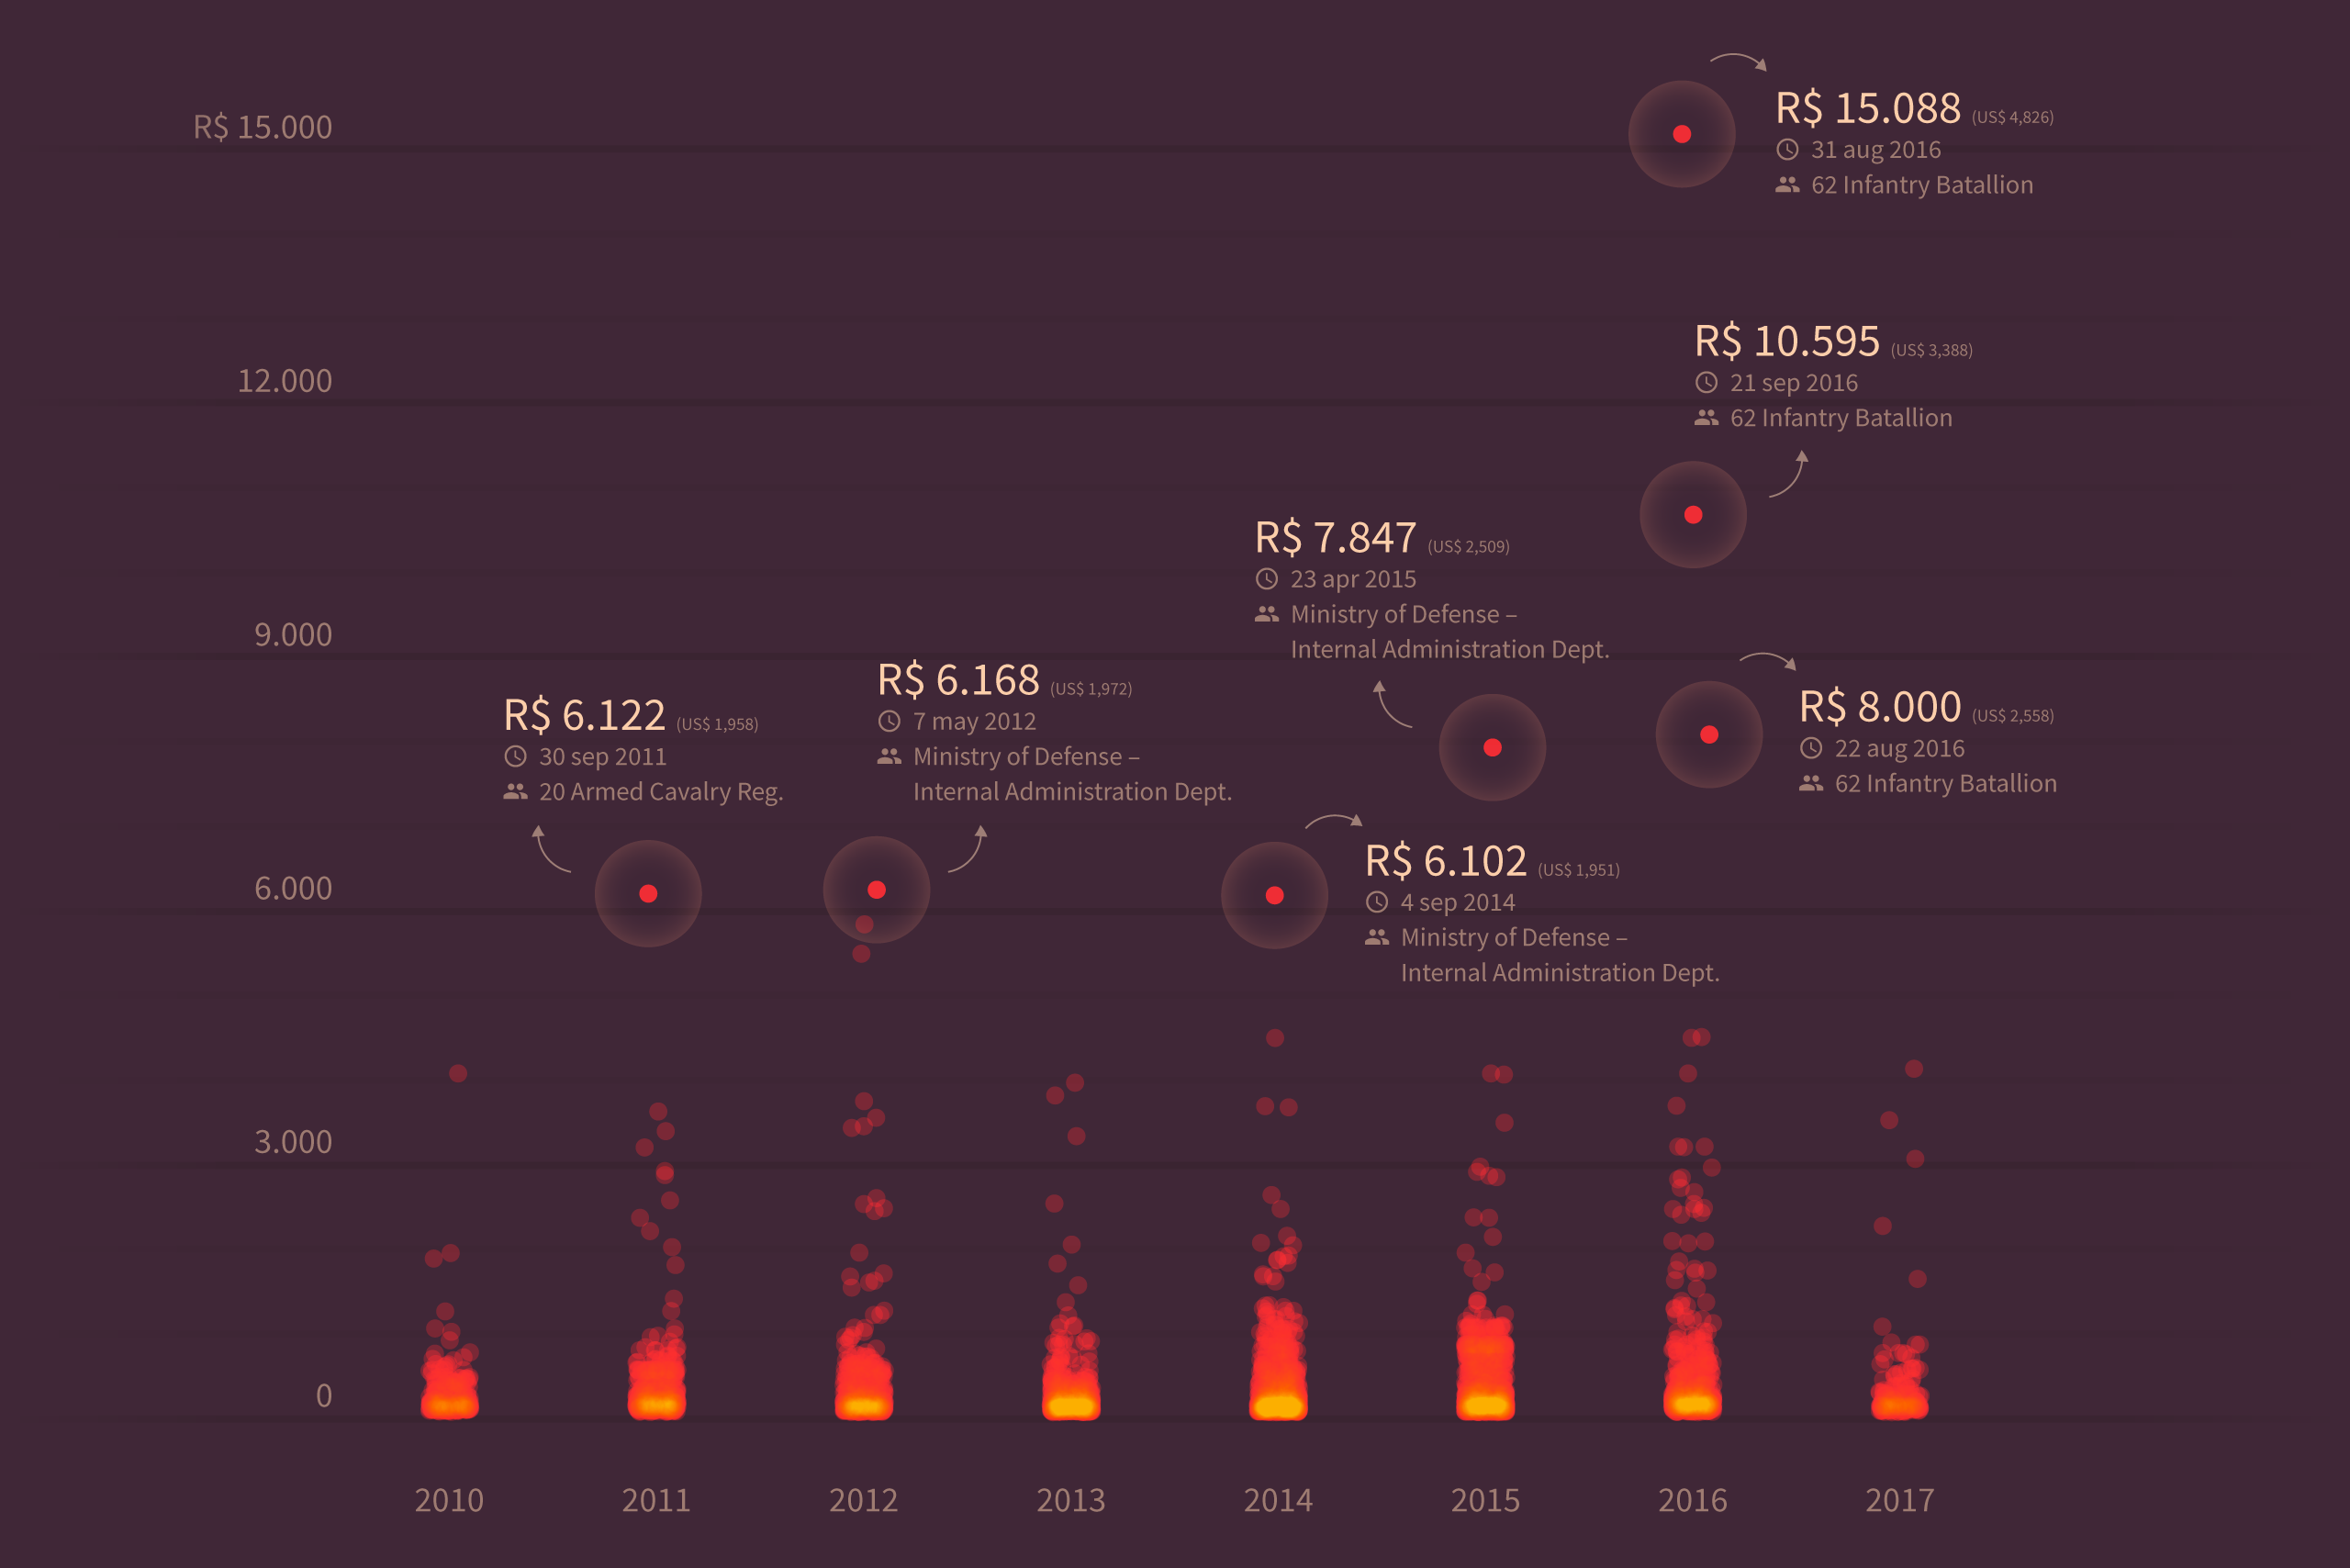 R$ 15.000
12.000
9.000
6.000
3.000
0
R$ 15.088 (US$ 4,826)
31 aug 2016
62 Infantry Batallion
R$ 10.595 (US$ 3,388)
21 sep 2016
62 Infantry Batallion
R$ 7.847 (US$ 2,509)
23 apr 2015
Ministry of Defense –
Internal Administration Dept.
R$ 8.000 (US$ 2,558)
22 aug 2016
62 Infantry Batallion
R$ 6.122 (US$ 1,958)
30 sep 2011
20 Armed Cavalry Reg.
R$ 6.168 (US$ 1,972)
7 may 2012
Ministry of Defense –
Internal Administration Dept.
R$ 6.102 (US$ 1,951)
4 sep 2014
Ministry of Defense –
Internal Administration Dept.
2010 2011 2012 2013 2014 2015 2016 2017